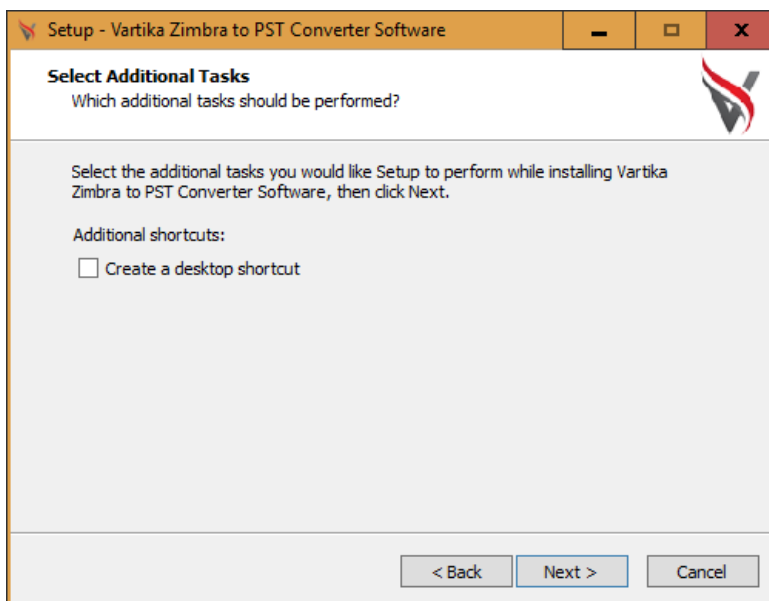 Setup - Vartika Zimbra to PST Converter Software
Select Additional Tasks
Which additional tasks should be performed?
Select the additional tasks you would like Setup to perform while installing Vartika
Zimbra to PST Converter Software, then click Next.
Additional shortcuts:
Create a desktop shortcut
< Back
Next >
Cancel